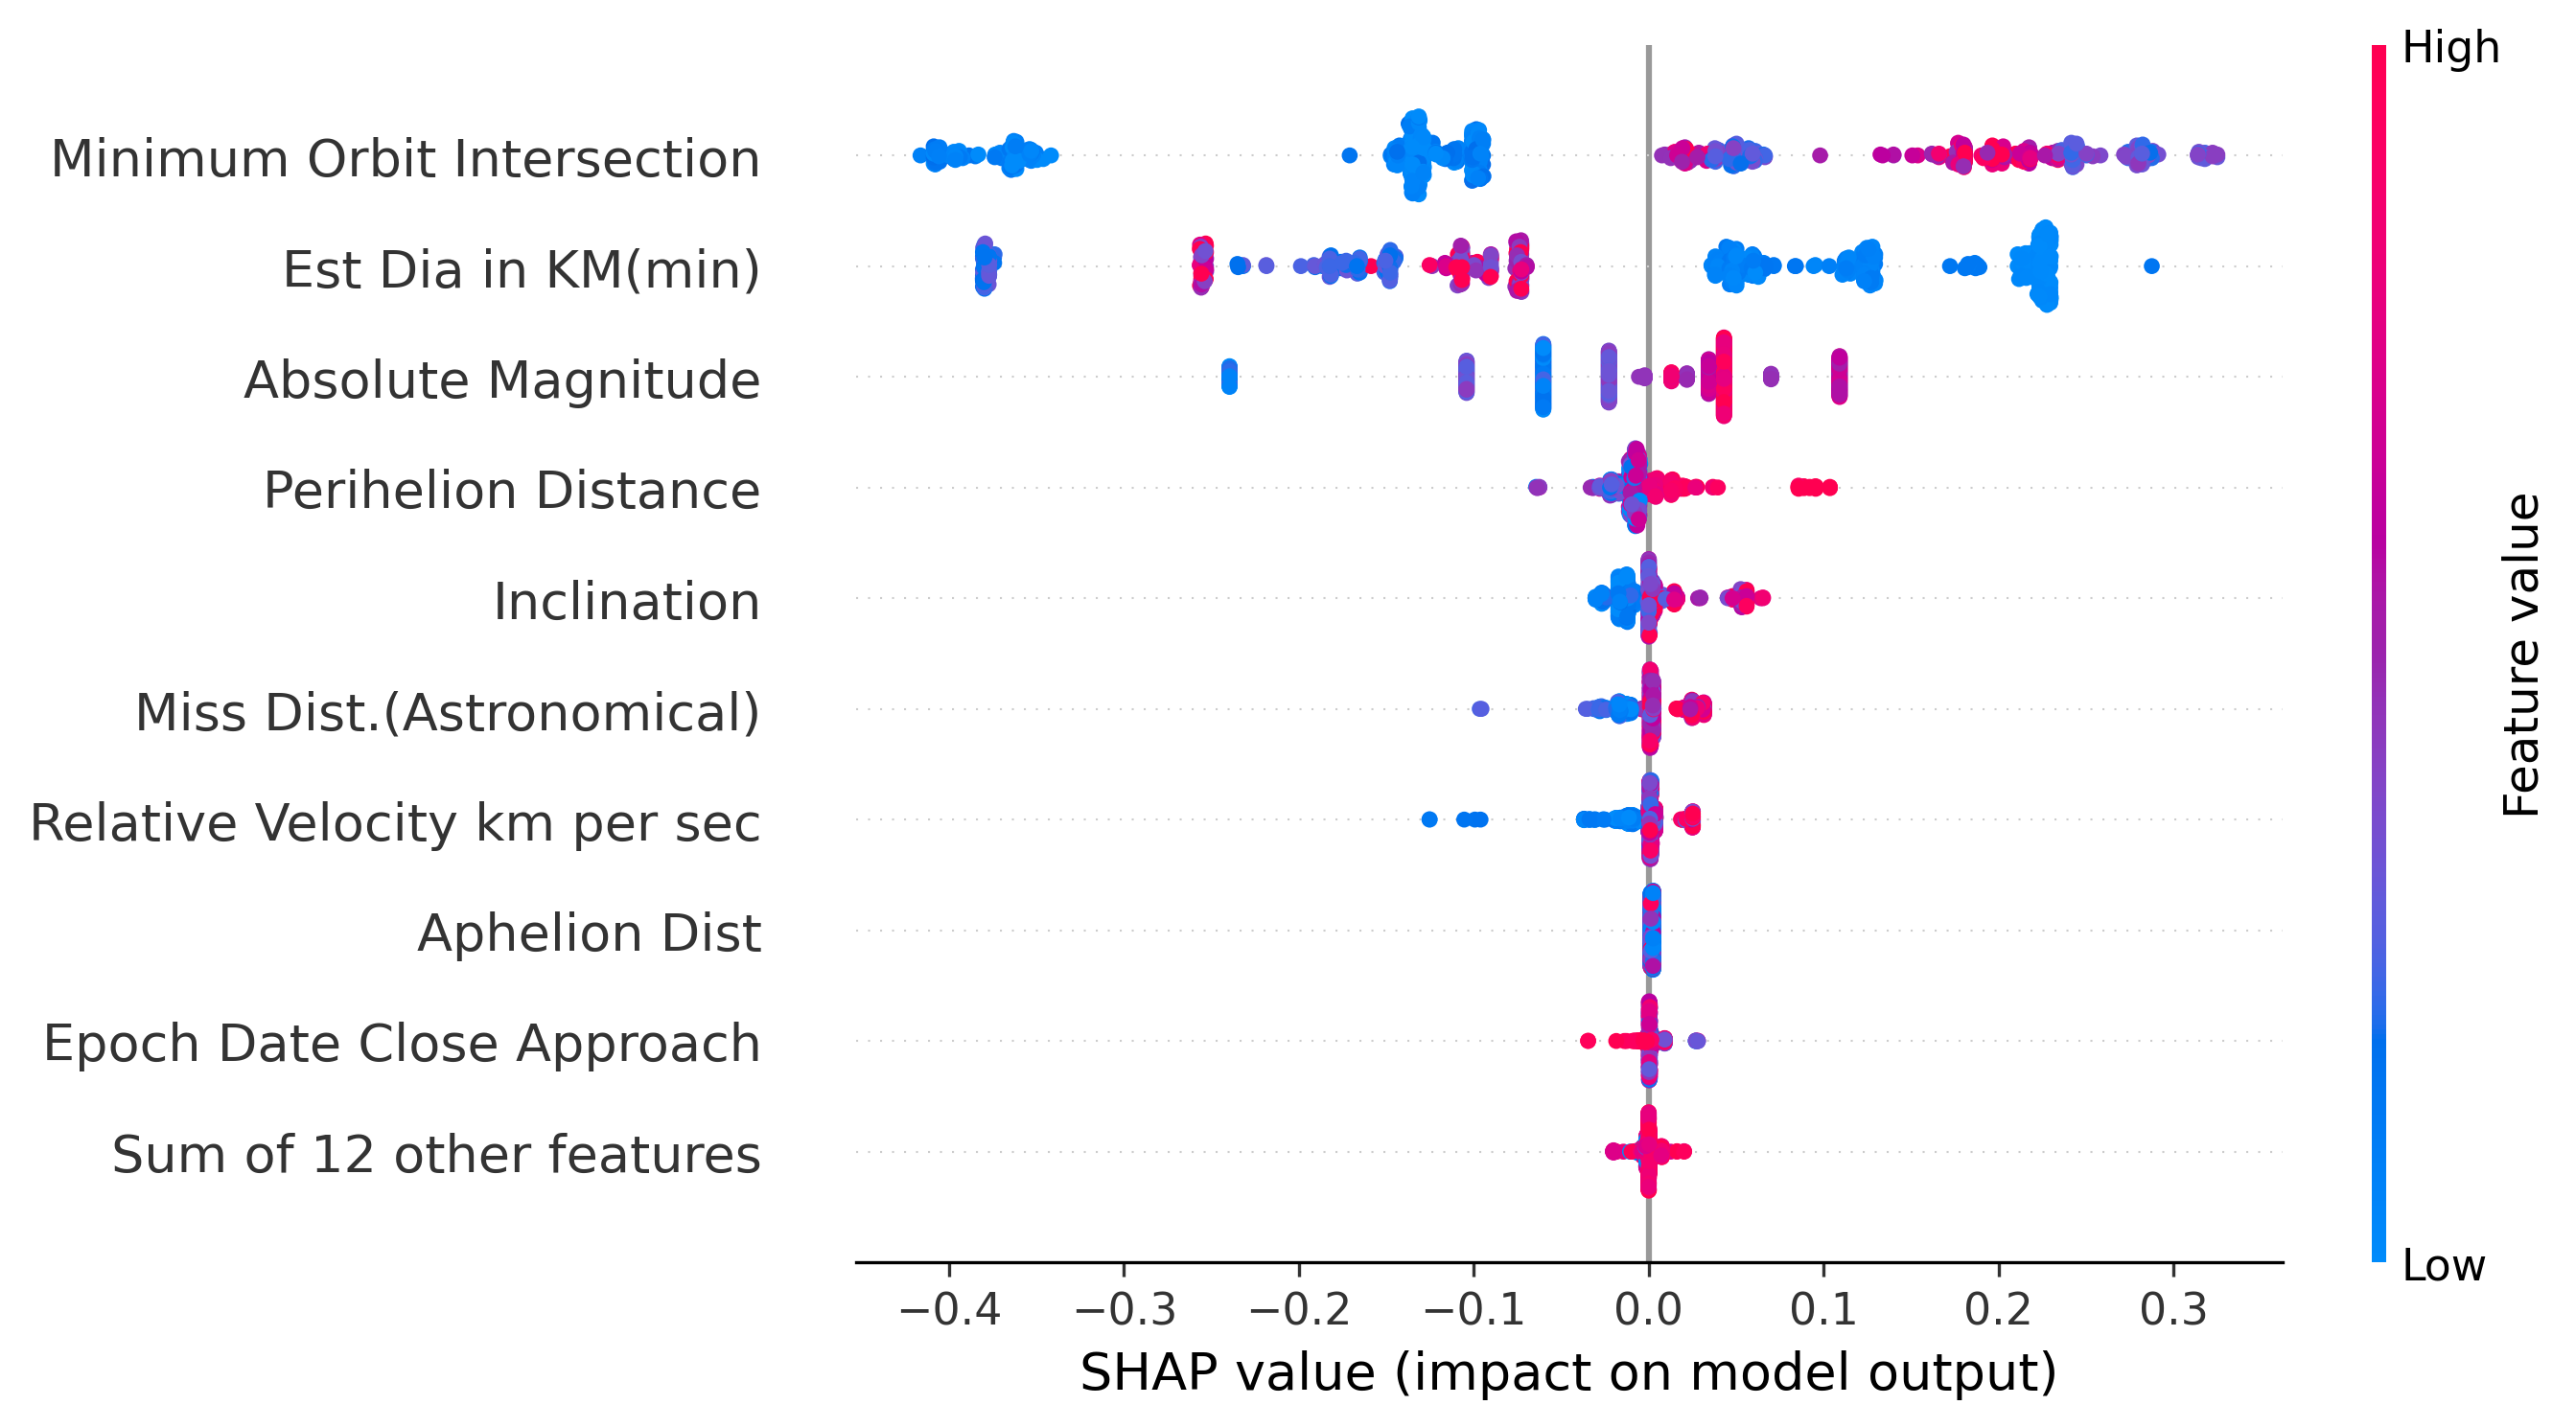 High
Minimum Orbit Intersection
Est Dia in KM(min)
Absolute Magnitude
Perihelion Distance
Inclination
Miss Dist.(Astronomical)
Relative Velocity km per sec
Aphelion Dist
Epoch Date Close Approach
Sum of 12 other features
Feature value
Low
−0.4 −0.3 −0.2 −0.1 0.0 0.1 0.2 0.3
SHAP value (impact on model output)